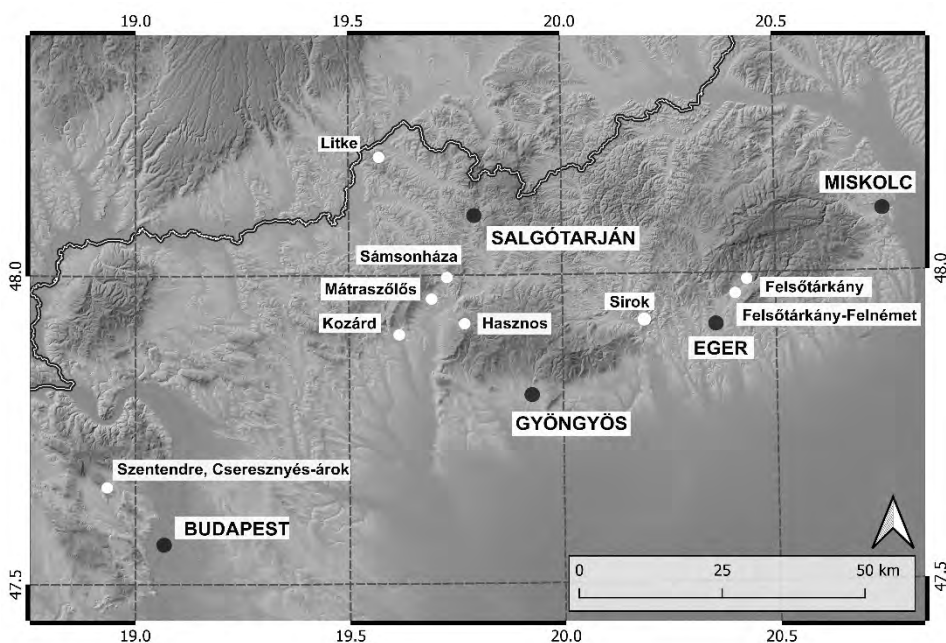 19.0
19.5
20.0
20.5
Litke
MISKOLC
SALGÓTARJÁN
Sámsonháza
48.0
48.0
Mátraszőlős
Sirok
Felsőtárkány
Kozárd
Hasznos
Felsőtárkány-Felnémet
EGER
GYÖNGYÖS
Szentendre, Cseresznyés-árok
BUDAPEST
0
25
50 km
47.5
47.5
19.0
19.5
20.0
20.5